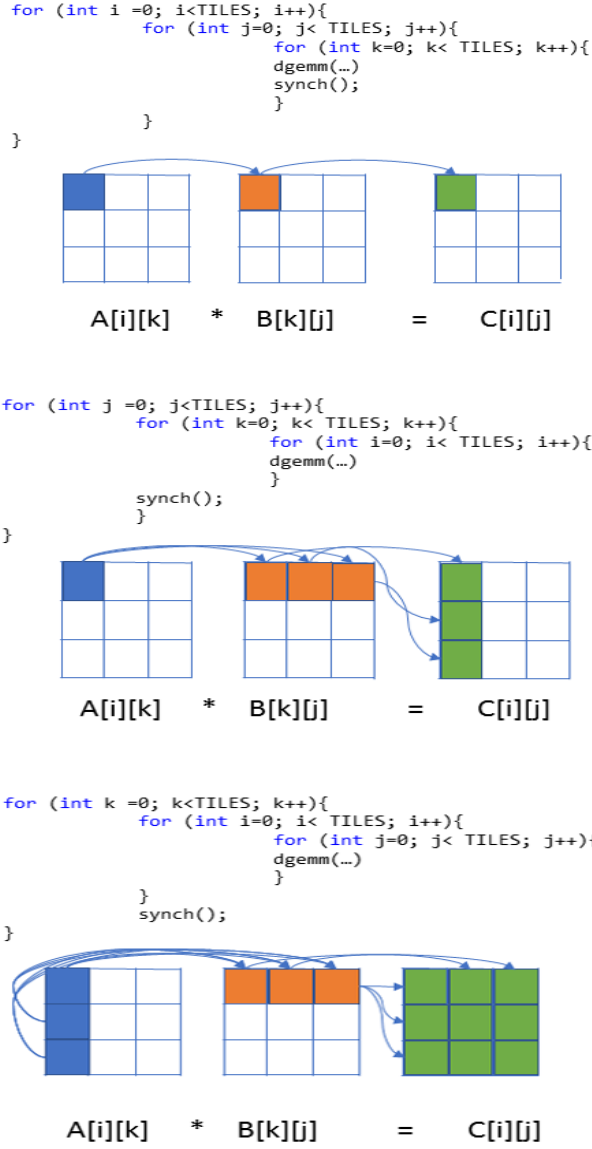 for (int i =0; i<TILES; i++){
for (int j=0; j< TILES; j++){
for (int k=0; k< TILES; k++){
dgemm(…)
synch();
}
}
}
A[i][k] * B[k][j] = C[i][j]
for (int j =0; j<TILES; j++){
for (int k=0; k< TILES; k++){
for (int i=0; i< TILES; i++){
dgemm(…)
}
synch();
}
}
A[i][k] * B[k][j] = C[i][j]
for (int k =0; k<TILES; k++){
for (int i=0; i< TILES; i++){
for (int j=0; j< TILES; j++){
dgemm(…)
}
}
synch();
}
A[i][k] * B[k][j] = C[i][j]